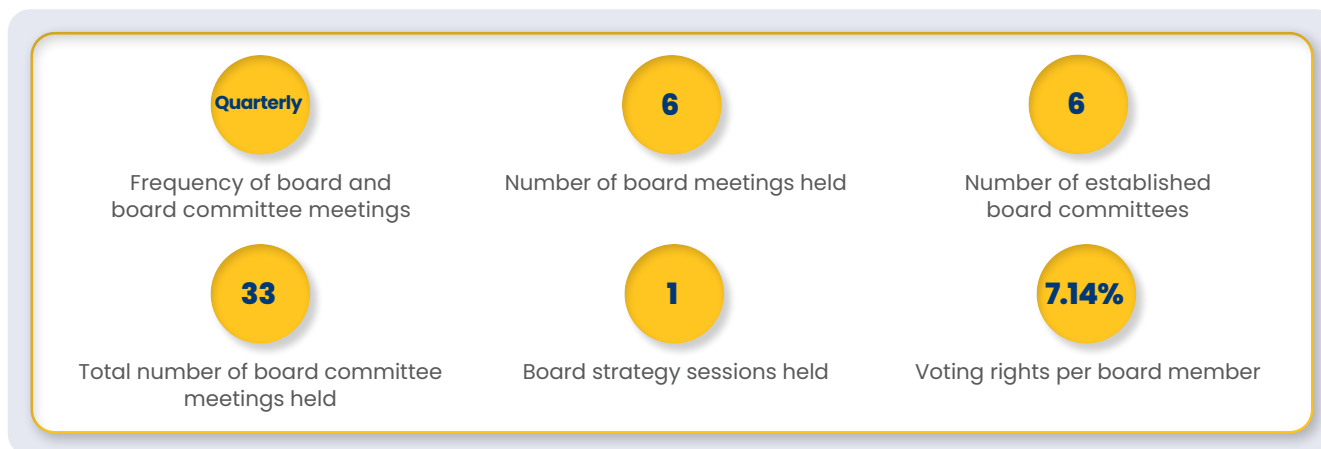 Quarterly
Frequency of board and
board committee meetings
6
Number of board meetings held
6
Number of established
board committees
33
Total number of board committee
meetings held
1
Board strategy sessions held
7.14%
Voting rights per board member